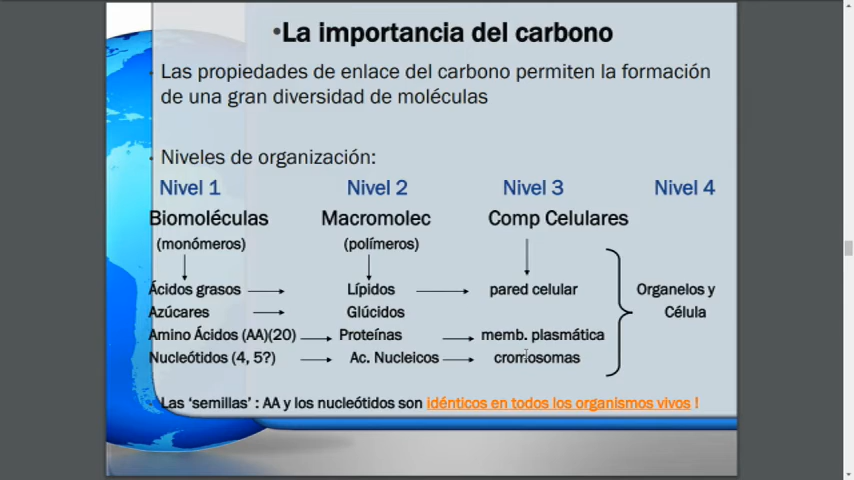 •La importancia del carbono
Las propiedades de enlace del carbono permiten la formación
de una gran diversidad de moléculas
Niveles de organización:
Nivel 1 Nivel 2 Nivel 3 Nivel 4
Biomoléculas Macromolec Comp Celulares
(monómeros) (polímeros)
Ácidos grasos Lípidos pared celular Organelos y
Azúcares Glúcidos Célula
Amino Ácidos (AA)(20) Proteínas memb. plasmática
Nucleótidos (4, 5?) Ac. Nucleicos cromosomas
Las 'semillas' : AA y los nucleótidos son idénticos en todos los organismos vivos !